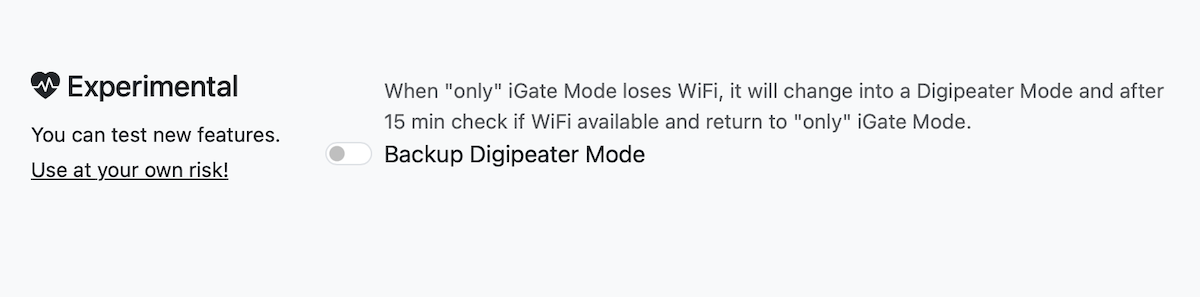 Experimental
You can test new features.
Use at your own risk!
When "only" iGate Mode loses WiFi, it will change into a Digipeater Mode and after
15 min check if WiFi available and return to "only" iGate Mode.
Backup Digipeater Mode